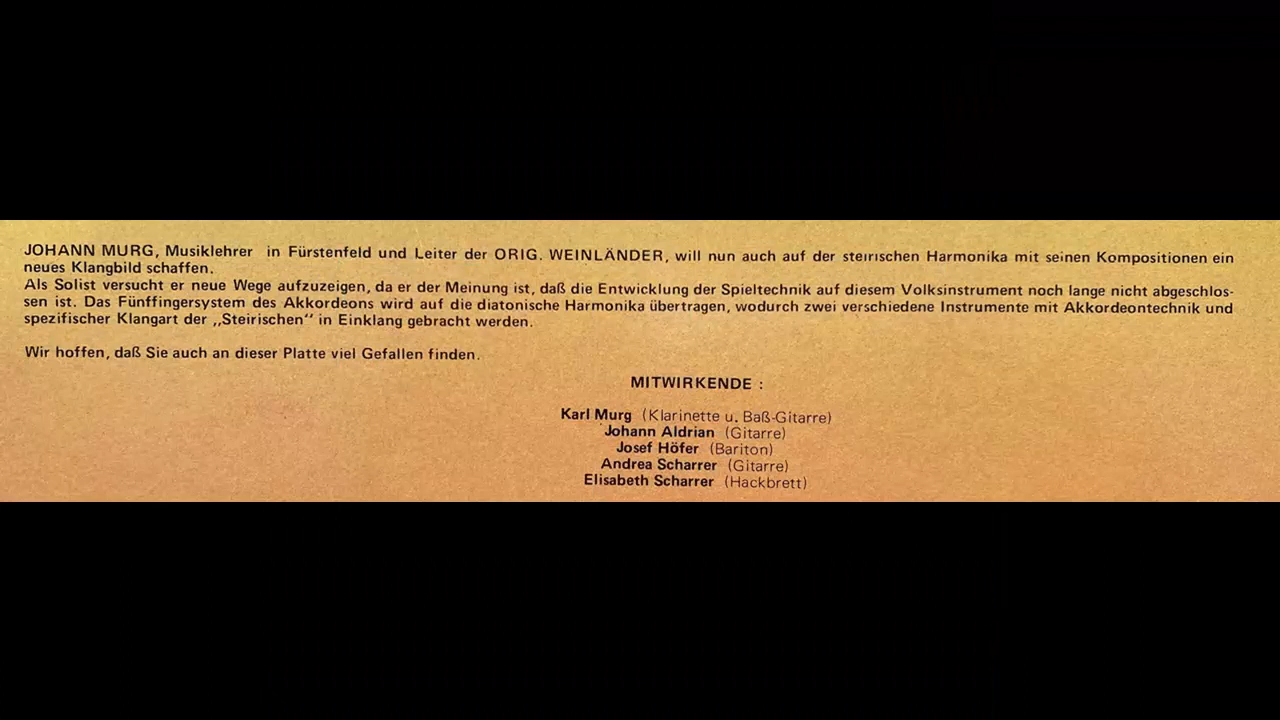 JOHANN MURG, Musiklehrer in Fürstenfeld und Leiter der ORIG. WEINLÄNDER, will nun auch auf der steirischen Harmonika mit seinen Kompositionen ein
neues Klangbild schaffen.
Als Solist versucht er neue Wege aufzuzeigen, da er der Meinung ist, daß die Entwicklung der Spieltechnik auf diesem Volksinstrument noch lange nicht abgeschlos-
sen ist. Das Fünffingersystem des Akkordeons wird auf die diatonische Harmonika übertragen, wodurch zwei verschiedene Instrumente mit Akkordeontechnik und
spezifischer Klangart der „Steirischen“ in Einklang gebracht werden.
Wir hoffen, daß Sie auch an dieser Platte viel Gefallen finden.
MITWIRKENDE :
Karl Murg (Klarinette u. Baß-Gitarre)
Johann Aldrian (Gitarre)
Josef Höfer (Bariton)
Andrea Scharrer (Gitarre)
Elisabeth Scharrer (Hackbrett)